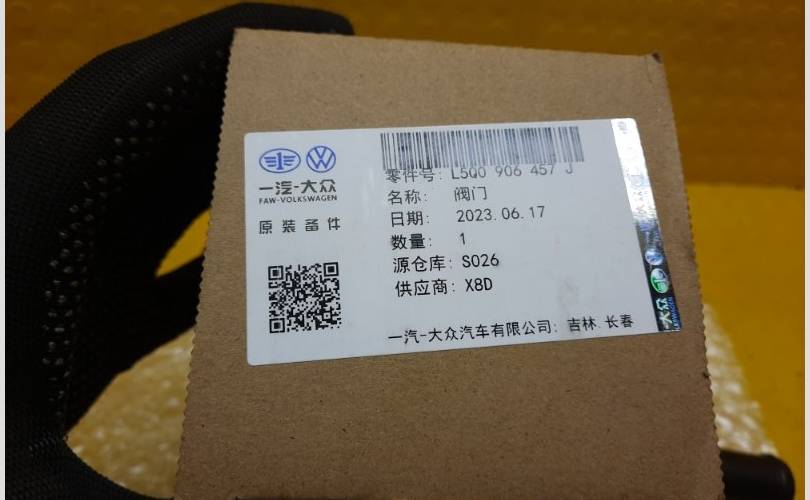 一汽-大众
FAW-VOLKSWAGEN
原装备件
零件号: L5Q0 906 457 J
名称: 阀门
日期: 2023.06.17
数量: 1
源仓库: S026
供应商: X8D
一汽-大众汽车有限公司: 吉林 长春
大众